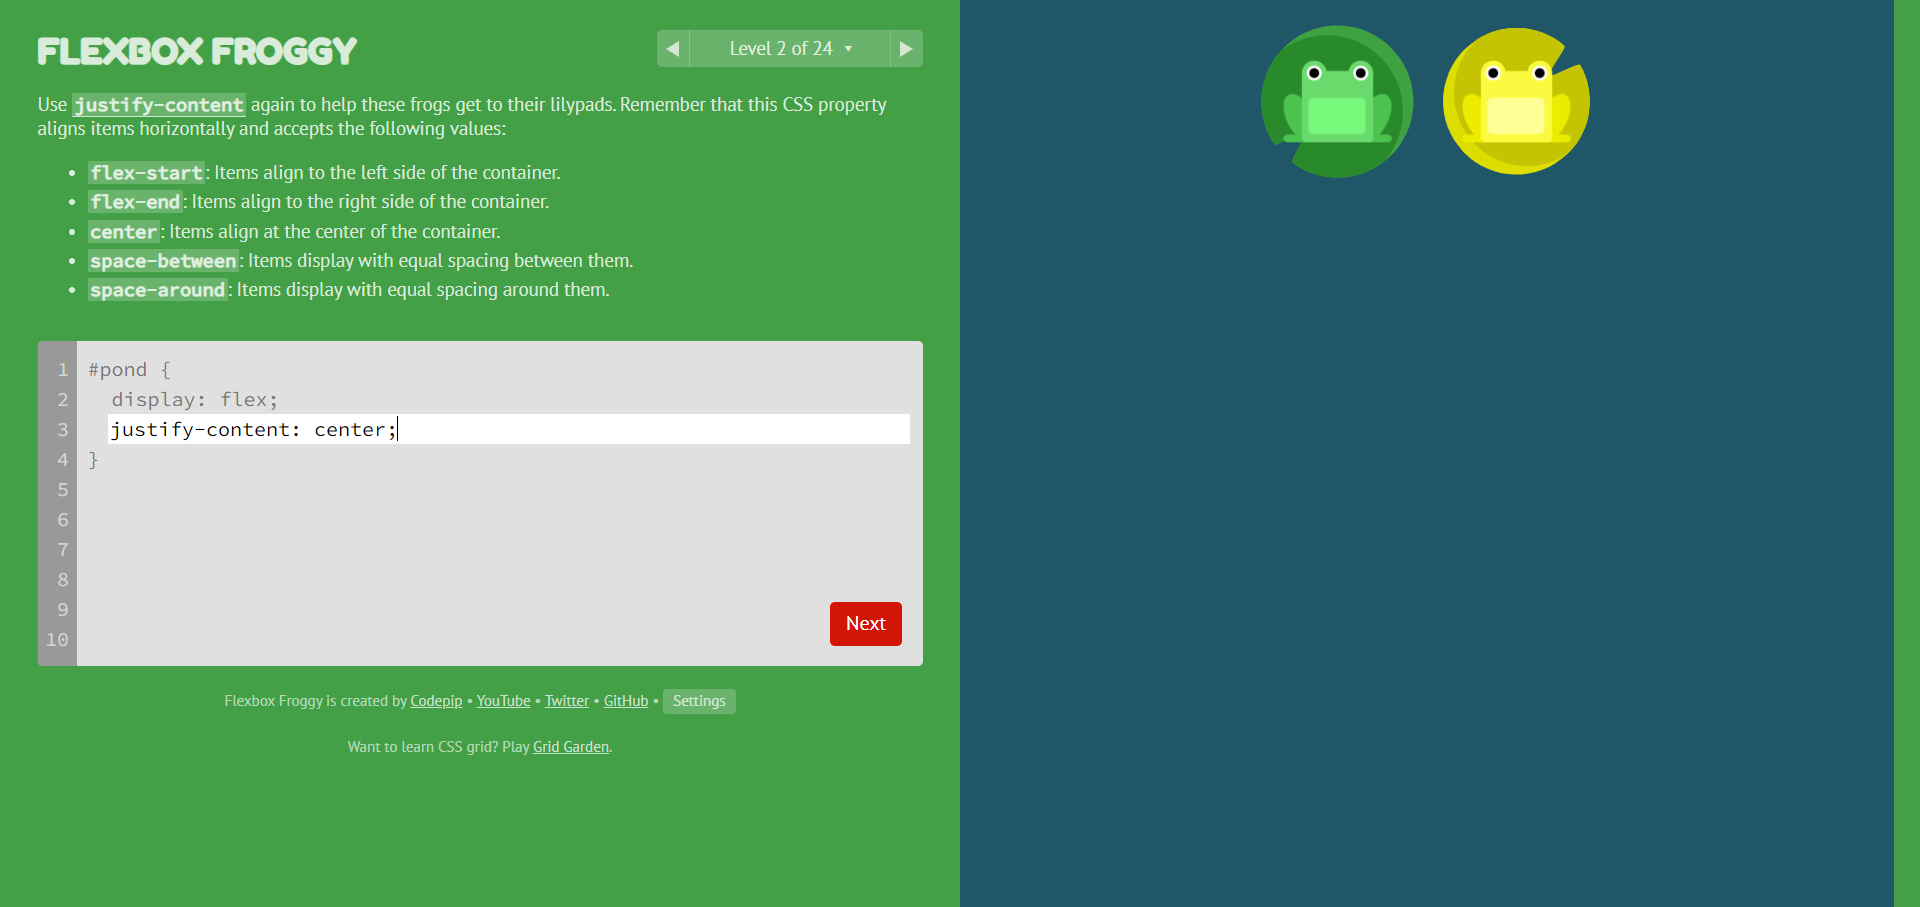 FLEXBOX FROGGY
Level 2 of 24 ▼
Use justify-content again to help these frogs get to their lilypads. Remember that this CSS property
aligns items horizontally and accepts the following values:
• flex-start: Items align to the left side of the container.
• flex-end: Items align to the right side of the container.
• center: Items align at the center of the container.
• space-between: Items display with equal spacing between them.
• space-around: Items display with equal spacing around them.
1 #pond {
2   display: flex;
3   justify-content: center;
4 }
5
6
7
8
9
10
Next
Flexbox Froggy is created by Codepip • YouTube • Twitter • GitHub • Settings
Want to learn CSS grid? Play Grid Garden.